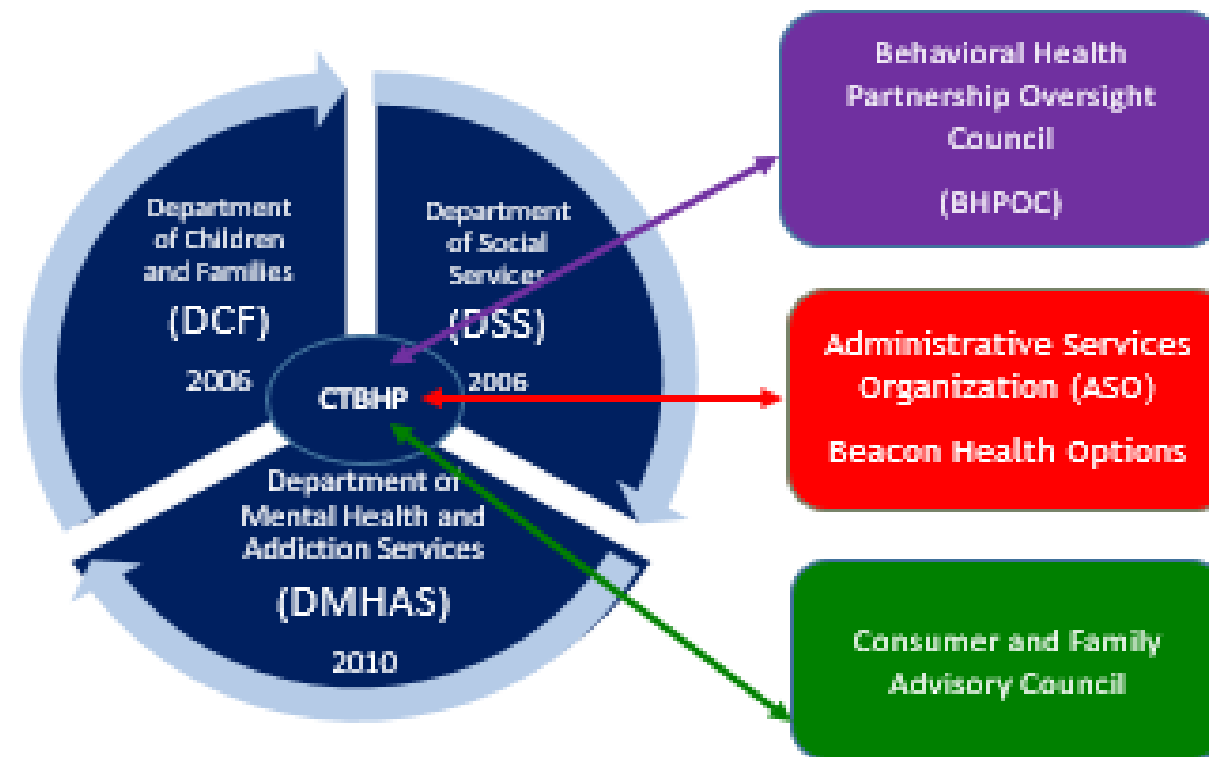 Department
of Children
and Families
(DCF)
2006
Department
of Social
Services
(DSS)
2006
CTBHP
Department of
Mental Health and
Addiction Services
(DMHAS)
2010
Behavioral Health
Partnership Oversight
Council
(BHPOC)
Administrative Services
Organization (ASO)
Beacon Health Options
Consumer and Family
Advisory Council